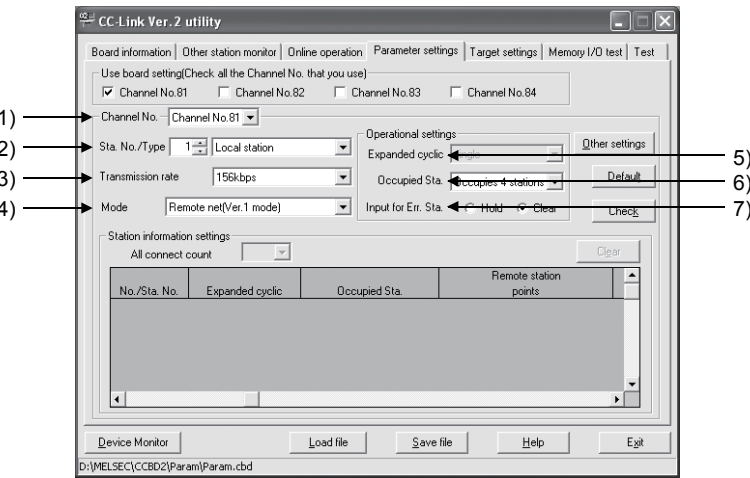 CC-Link Ver.2 utility
Board information Other station monitor Online operation Parameter settings Target settings Memory I/O test Test
Use board setting(Check all the Channel No. that you use)
Channel No.81 Channel No.82 Channel No.83 Channel No.84
1) Channel No. Channel No.81
Operational settings
Other settings
2) Sta. No./Type 1 Local station
Expanded cyclic 5)
3) Transmission rate 156kbps
Occupied Sta. Occupies 4 stations 6)
Default
4) Mode Remote net(Ver.1 mode)
Input for Err. Sta. Hold Clear 7)
Check
Station information settings
All connect count
Clear
No./Sta. No. Expanded cyclic Occupied Sta. Remote station points
Device Monitor Load file Save file Help Exit
D:\MELSEC\CCBD2\Param\Param.cbd